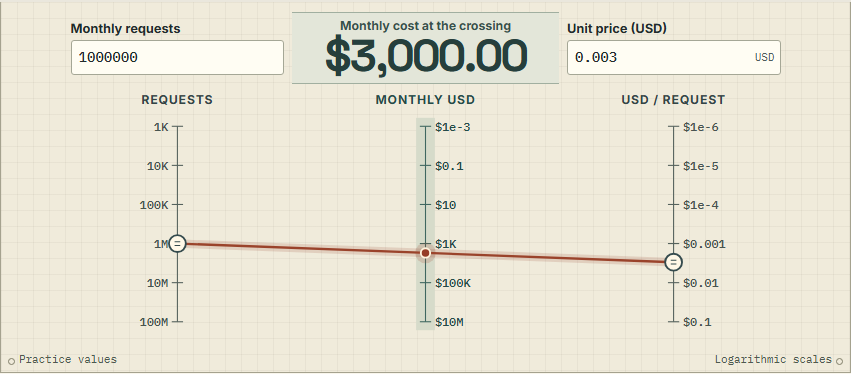 Monthly requests
1000000
Monthly cost at the crossing
$3,000.00
Unit price (USD)
0.003 USD
REQUESTS
MONTHLY USD
USD / REQUEST
1K
$1e-3
$1e-6
10K
$0.1
$1e-5
100K
$10
$1e-4
1M
$1K
$0.001
10M
$100K
$0.01
100M
$10M
$0.1
Practice values
Logarithmic scales